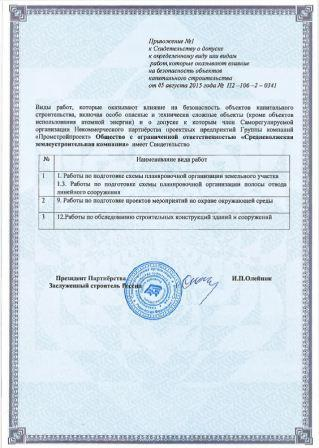 Приложение №1
к Свидетельству о допуске
к определенному виду или видам
работ,которые оказывают влияние
на безопасность объектов
капитального строительства
от 05 августа 2015 года № П2 –106 –2 – 0341
Виды работ, которые оказывают влияние на безопасность объектов капитального
строительства, включая особо опасные и технически сложные объекты (кроме объектов
использования атомной энергии) и о допуске к которым член Саморегулируемой
организации Некоммерческого партнёрства проектных предприятий Группы компаний
«Прометройпроект» Общество с ограниченной ответственностью «Средневолжская
землеустроительная компания» имеет Свидетельство
№ Наименование вида работ
1 1. Работы по подготовке схемы планировочной организации земельного участка
1.3. Работы по подготовке схемы планировочной организации полосы отвода
линейного сооружения
2 9. Работы по подготовке проектов мероприятий по охране окружающей среды
3 12.Работы по обследованию строительных конструкций зданий и сооружений
Президент Партнёрства И.П.Олейник
Заслуженный строитель России